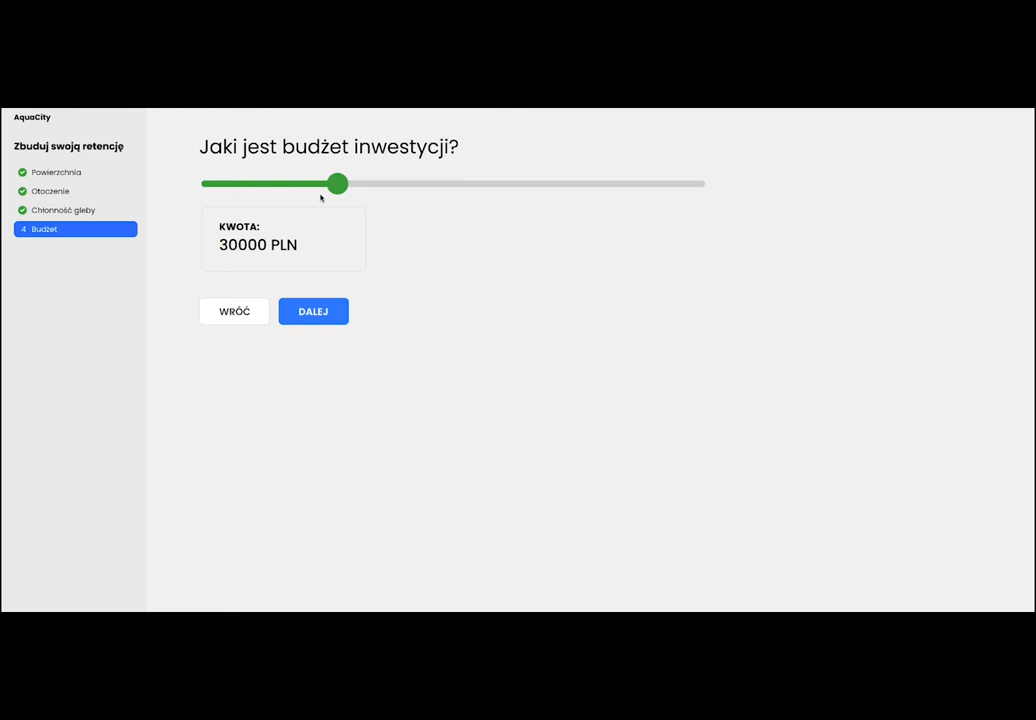 AquaCity
Zbuduj swoją retencję
Powierzchnia
Otoczenie
Chłonność gleby
4 Budżet
Jaki jest budżet inwestycji?
KWOTA:
30000 PLN
WRÓĆ
DALEJ